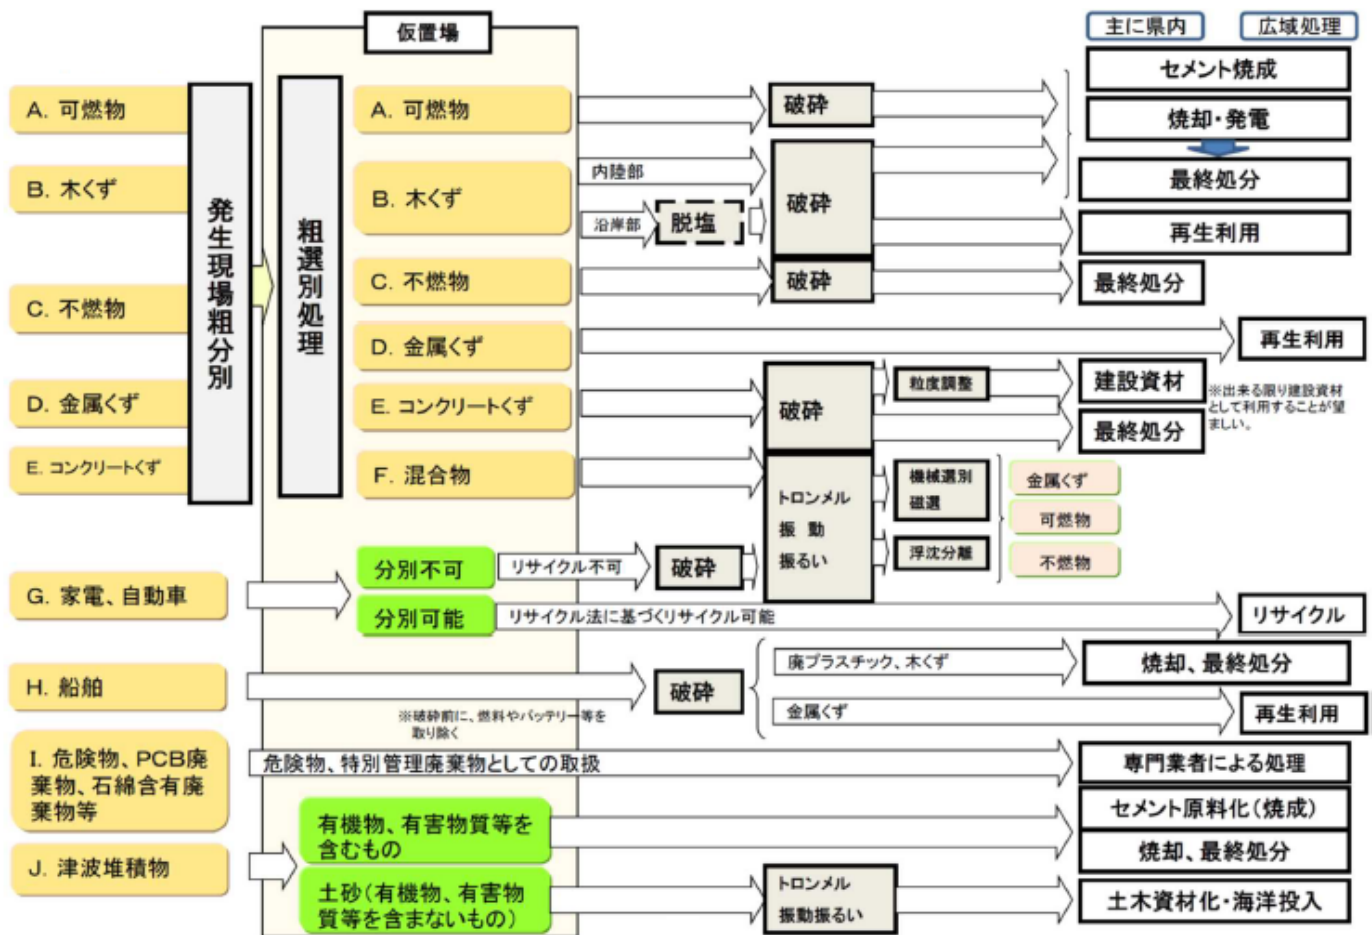 仮置場
主に県内
広域処理
A. 可燃物
B. 木くず
C. 不燃物
D. 金属くず
E. コンクリートくず
発生現場粗分別
粗選別処理
A. 可燃物
B. 木くず
C. 不燃物
D. 金属くず
E. コンクリートくず
F. 混合物
内陸部
沿岸部
脱塩
破砕
破砕
破砕
セメント焼成
焼却・発電
最終処分
再生利用
最終処分
再生利用
破砕
粒度調整
建設資材
最終処分
※出来る限り建設資材
として利用することが望
ましい。
トロンメル
振 動
振るい
機械選別
磁選
浮沈分離
金属くず
可燃物
不燃物
G. 家電、自動車
分別不可
リサイクル不可
破砕
分別可能
リサイクル法に基づくリサイクル可能
リサイクル
H. 船舶
※破砕前に、燃料やバッテリー等を
取り除く
破砕
廃プラスチック、木くず
焼却、最終処分
金属くず
再生利用
I. 危険物、PCB廃
棄物、石綿含有廃
棄物等
危険物、特別管理廃棄物としての取扱
専門業者による処理
J. 津波堆積物
有機物、有害物質等を
含むもの
セメント原料化(焼成)
焼却、最終処分
土砂(有機物、有害物
質等を含まないもの)
トロンメル
振動振るい
土木資材化・海洋投入